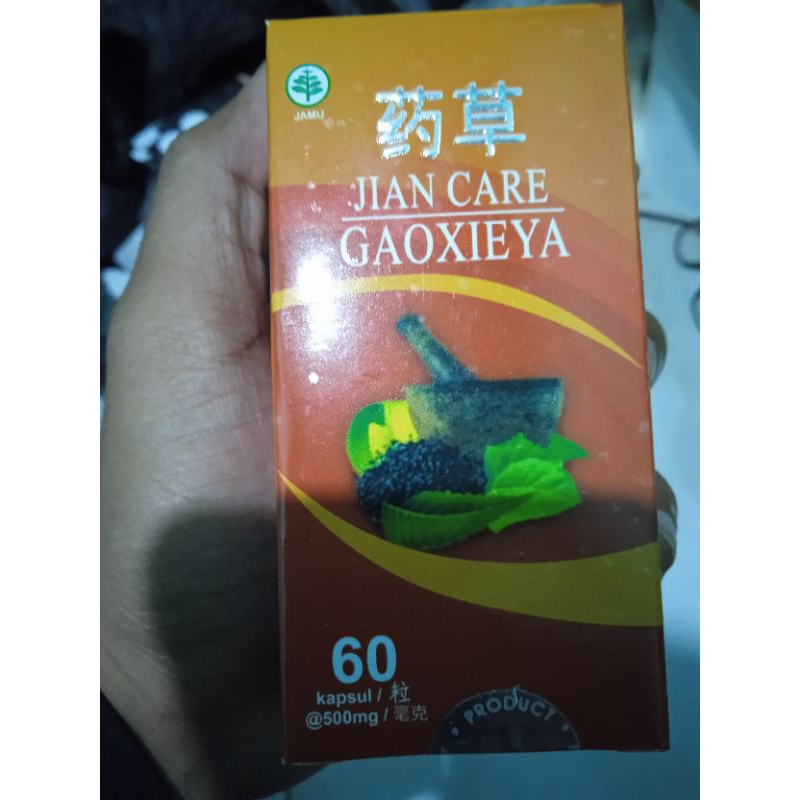 JAMU
药草
JIAN CARE
GAOXIEYA
60
kapsul / 粒
@500mg / 毫克
PRODUCT